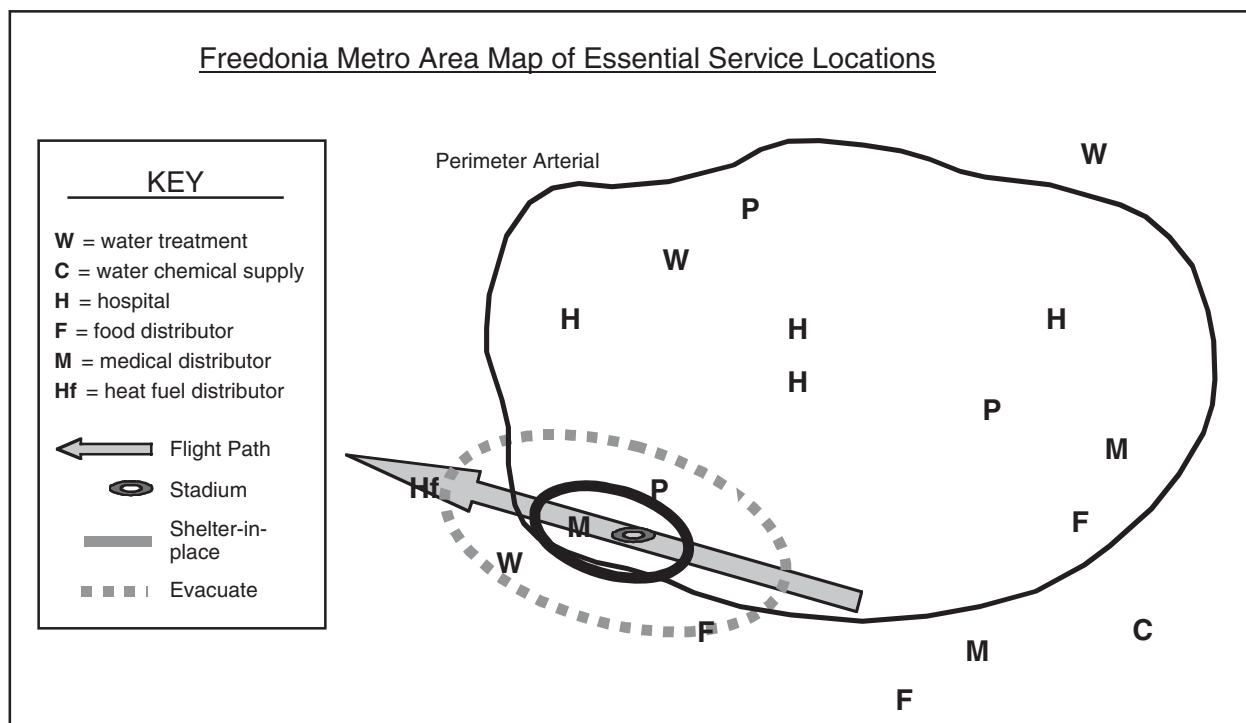 Freedonia Metro Area Map of Essential Service Locations
KEY
W = water treatment
C = water chemical supply
H = hospital
F = food distributor
M = medical distributor
Hf = heat fuel distributor
Flight Path
Stadium
Shelter-in-
place
Evacuate
Perimeter Arterial
W
P
W
H
H
H
H
P
M
Hf
P
M
F
W
F
C
M
F